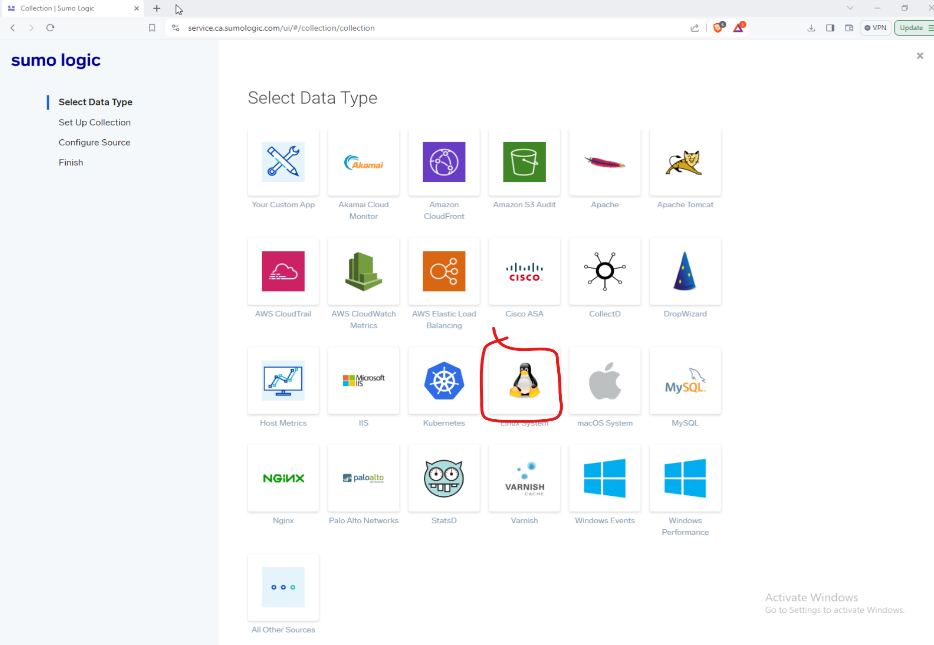 Collection | Sumo Logic
service.ca.sumologic.com/ui/#/collection/collection
VPN
Update
sumo logic
Select Data Type
Set Up Collection
Configure Source
Finish
Select Data Type
Akamai
Your Custom App
Akamai Cloud
Monitor
Amazon
CloudFront
Amazon S3 Audit
Apache
Apache Tomcat
CISCO
AWS CloudTrail
AWS CloudWatch
Metrics
AWS Elastic Load
Balancing
Cisco ASA
CollectD
DropWizard
Microsoft
IIS
MySQL
Host Metrics
IIS
Kubernetes
Linux System
macOS System
MySQL
NGINX
paloalto
VARNISH
CACHE
Nginx
Palo Alto Networks
StatsD
Varnish
Windows Events
Windows
Performance
All Other Sources
Activate Windows
Go to Settings to activate Windows.